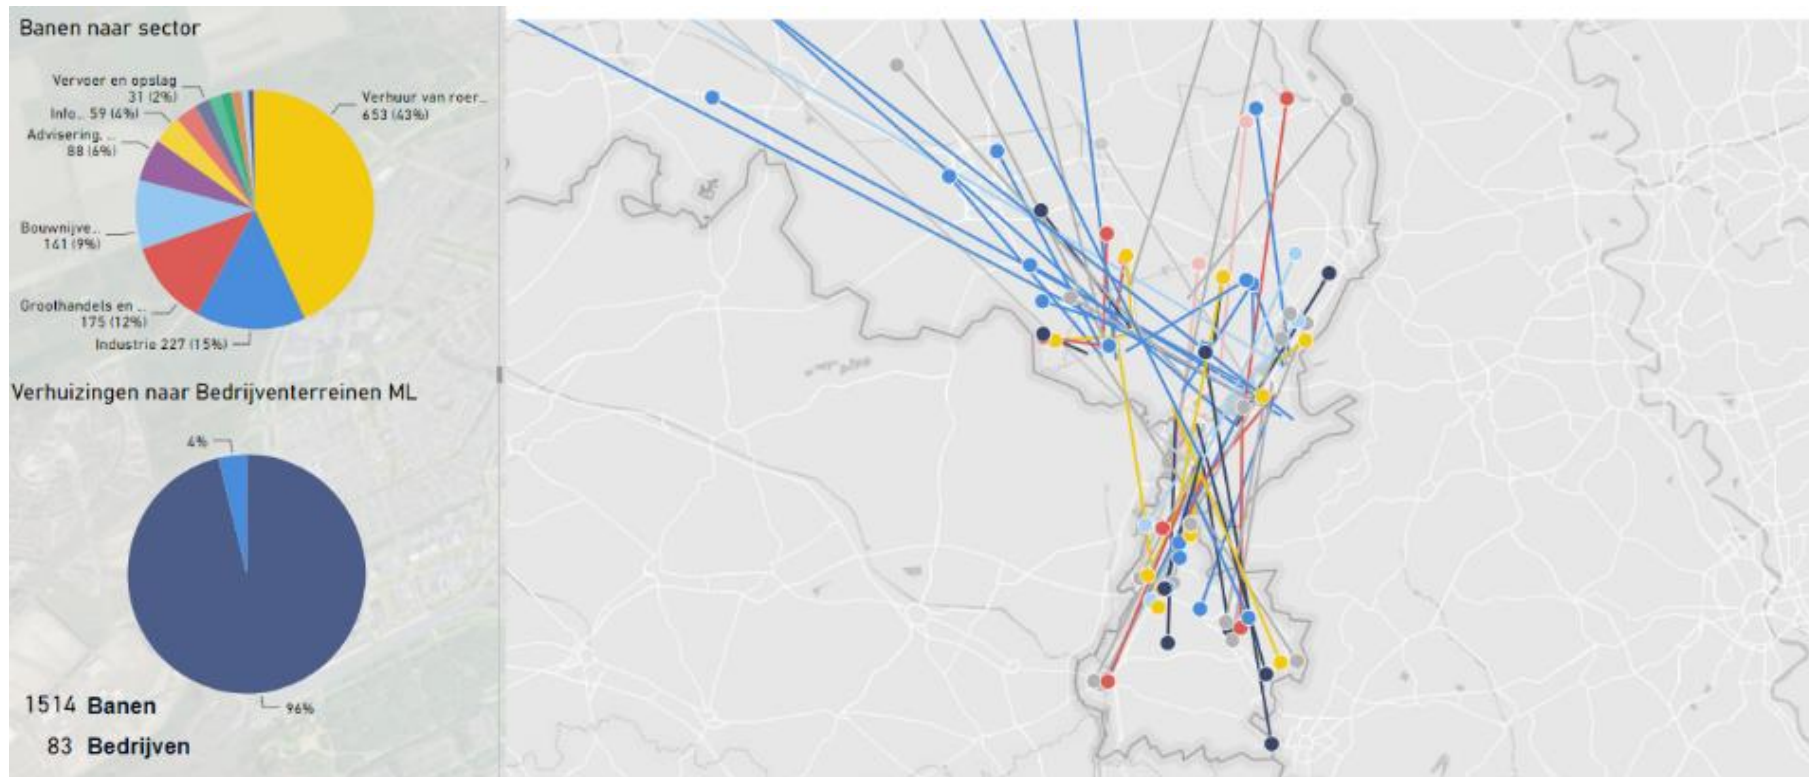 Banen naar sector
Vervoer en opslag
31 (2%)
Verhuur van roer...
653 (43%)
Info... 59 (4%)
Advisering, ...
88 (6%)
Bouwnijve...
141 (9%)
Groothandels en ...
175 (12%)
Industrie 227 (15%)
Verhuizingen naar Bedrijventerreinen ML
4%
96%
1514 Banen
83 Bedrijven